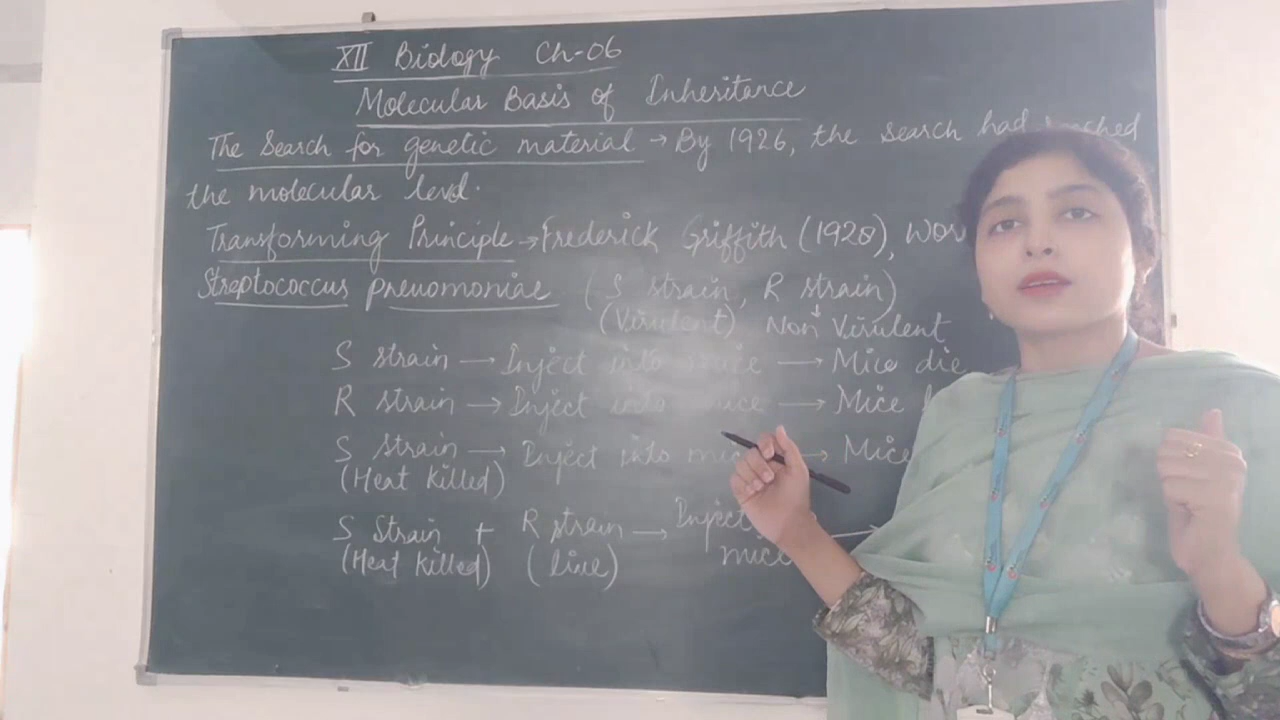 XII Biology Ch-06
Molecular Basis of Inheritance
The Search for genetic material → By 1926, the search had reached
the molecular level.
Transforming Principle → Frederick Griffith (1928),
Streptococcus pneumoniae (S strain, R strain)
(Virulent) Non Virulent
S strain → Inject into mice → Mice die
R strain → Inject into mice → Mice
S strain → Inject into mice → Mice
(Heat Killed)
S Strain + R strain → Inject
(Heat Killed) (live) mice